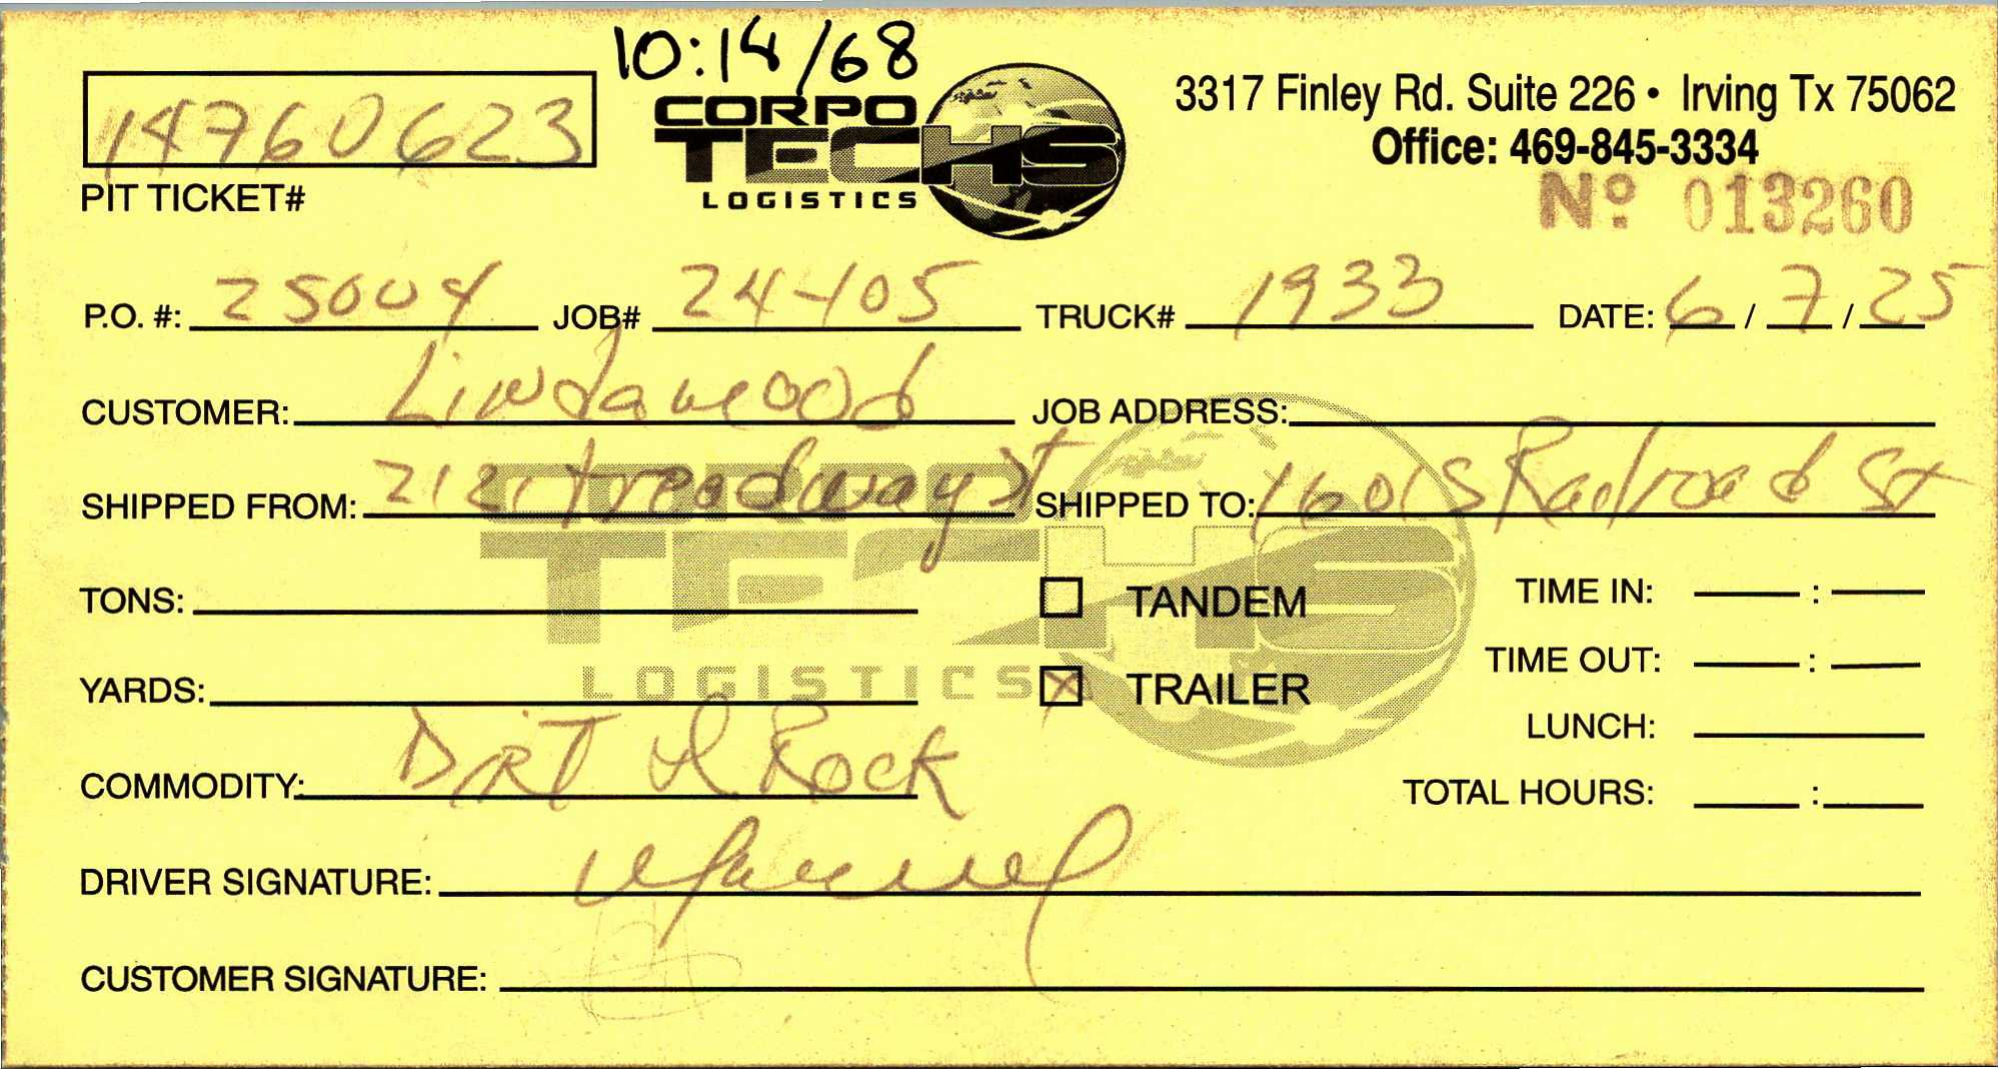 10:14/68
14760623
PIT TICKET#
CORPO
TECHS
LOGISTICS
3317 Finley Rd. Suite 226 • Irving Tx 75062
Office: 469-845-3334
Nº 013260
P.O. #: 25004 JOB# 24-105 TRUCK# 1933 DATE: 6/7/25
CUSTOMER: Lindawood JOB ADDRESS:
SHIPPED FROM: 212 treadway st SHIPPED TO: 1601 S Railroad St
CORPO
TECHS
LOGISTICS
TONS: TANDEM TIME IN: :
YARDS: X TRAILER TIME OUT: :
LUNCH:
COMMODITY: DIRT & Rock TOTAL HOURS: :
DRIVER SIGNATURE: Manuel
CUSTOMER SIGNATURE: